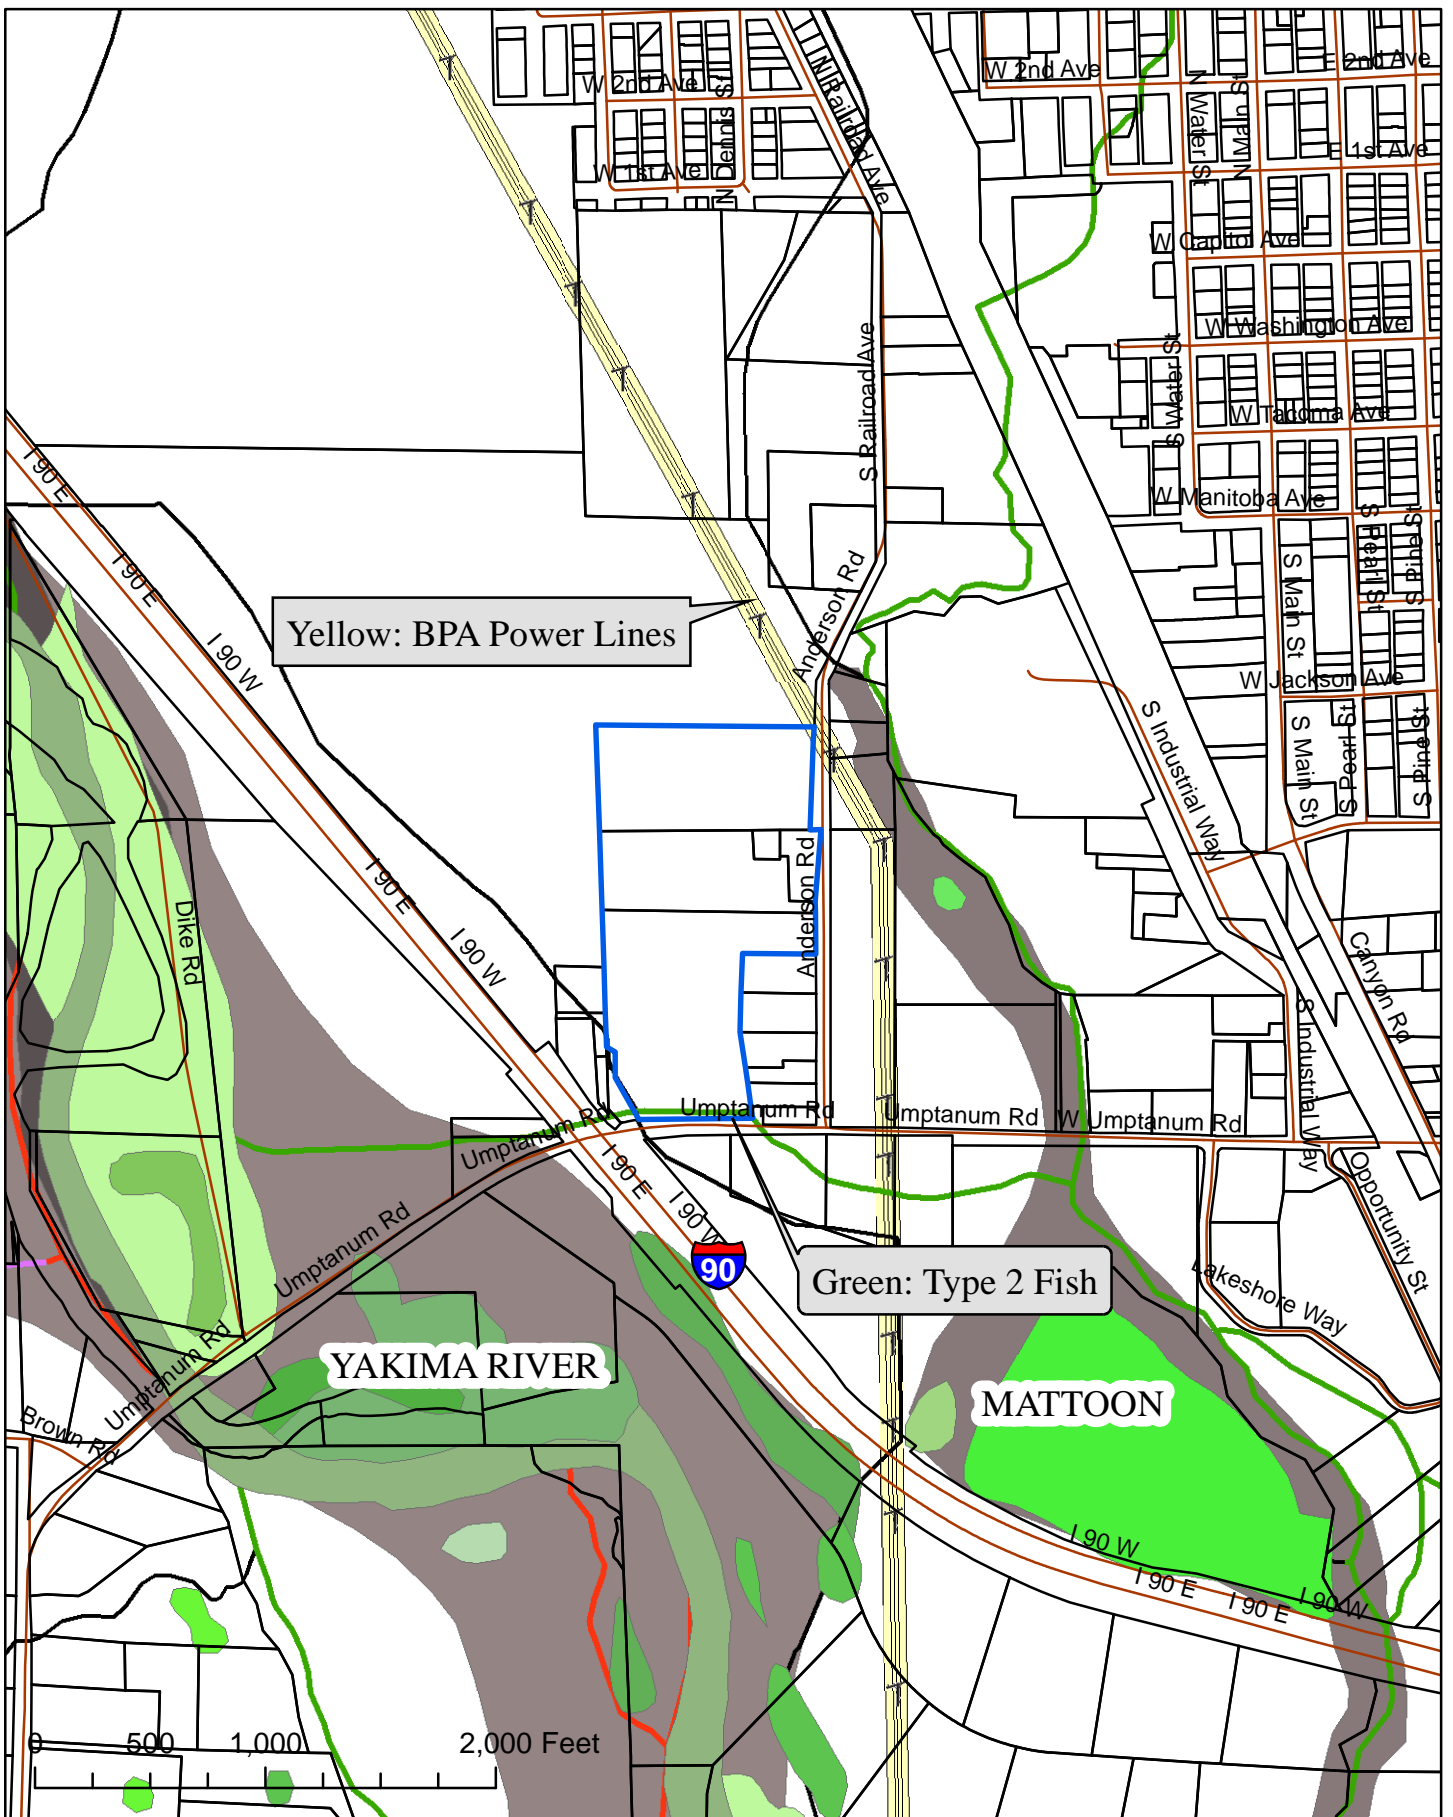 W 2nd Ave
N Railroad Ave
W 2nd Ave
E 2nd Ave
N Dennis St
N Water St
N Main St
W 1st Ave
E 1st Ave
W Capitol Ave
W Washington Ave
S Railroad Ave
S Water St
W Tacoma Ave
I 90 E
W Manitoba Ave
S Pearl St
S Pine St
I 90 E
S Main St
Anderson Rd
Yellow: BPA Power Lines
I 90 W
W Jackson Ave
S Industrial Way
S Main St
S Pearl St
S Pine St
I 90 E
Anderson Rd
Dike Rd
I 90 W
Canyon Rd
S Industrial Way
Umptanum Rd
Umptanum Rd
Umptanum Rd
W Umptanum Rd
I 90 E
I 90 W
Opportunity St
Umptanum Rd
90
Green: Type 2 Fish
Lakeshore Way
Umptanum Rd
YAKIMA RIVER
MATTOON
Brown Rd
I 90 W
I 90 E
I 90 E
I 90 W
0 500 1,000 2,000 Feet